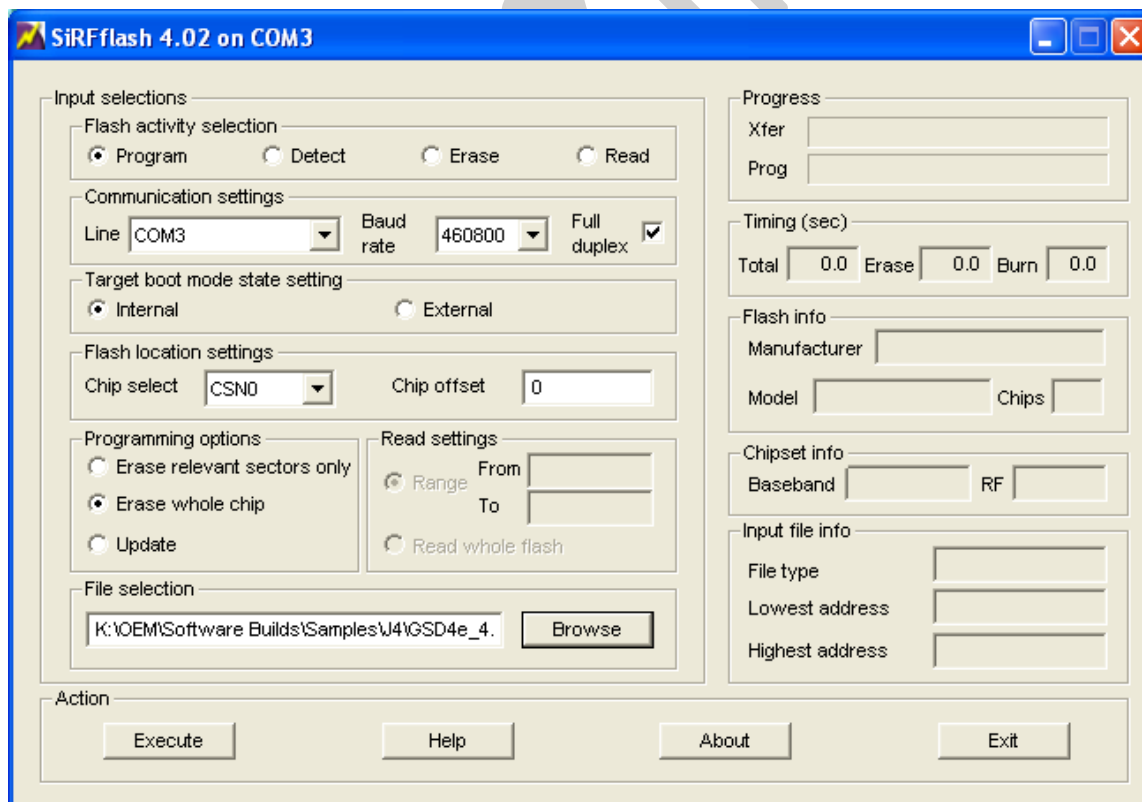 SiRFflash 4.02 on COM3
Input selections
Flash activity selection
Program Detect Erase Read
Communication settings
Line COM3 Baud rate 460800 Full duplex
Target boot mode state setting
Internal External
Flash location settings
Chip select CSN0 Chip offset 0
Programming options
Erase relevant sectors only
Erase whole chip
Update
Read settings
Range From
To
Read whole flash
File selection
K:\OEM\Software Builds\Samples\J4\GSD4e_4. Browse
Progress
Xfer
Prog
Timing (sec)
Total 0.0 Erase 0.0 Burn 0.0
Flash info
Manufacturer
Model Chips
Chipset info
Baseband RF
Input file info
File type
Lowest address
Highest address
Action
Execute Help About Exit